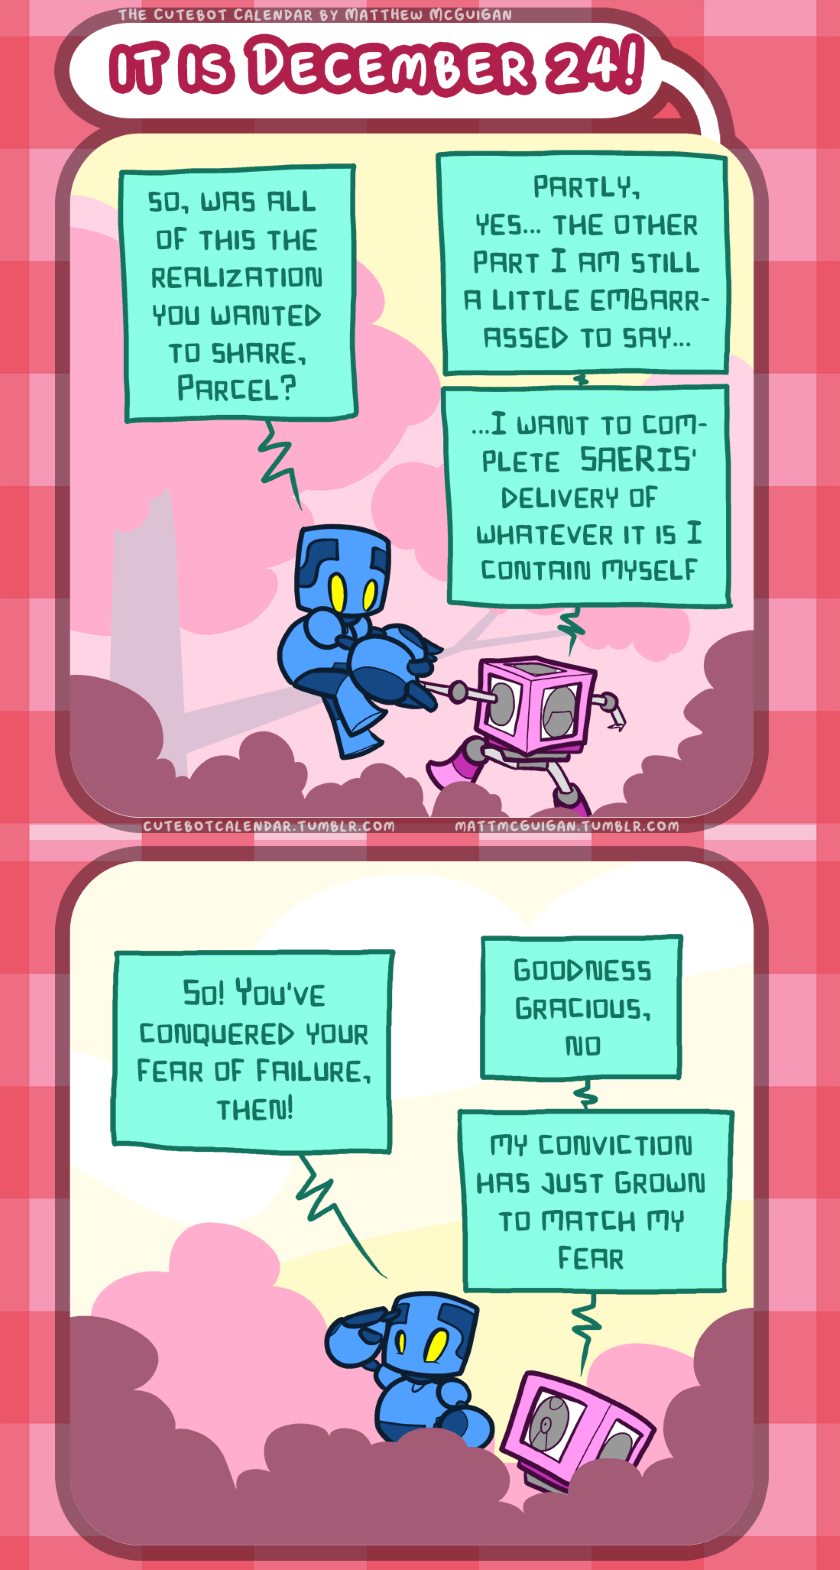 The Cutebot Calendar by Matthew McGuigan
It is December 24!
So, was all
of this the
realization
you wanted
to share,
Parcel?
Partly,
yes... the other
part I am still
a little embarr-
assed to say...
...I want to com-
plete SAERIS'
delivery of
whatever it is I
contain myself
cutebotcalendar.tumblr.com
mattmcguigan.tumblr.com
So! You've
conquered your
fear of failure,
then!
Goodness
gracious,
no
My conviction
has just grown
to match my
fear